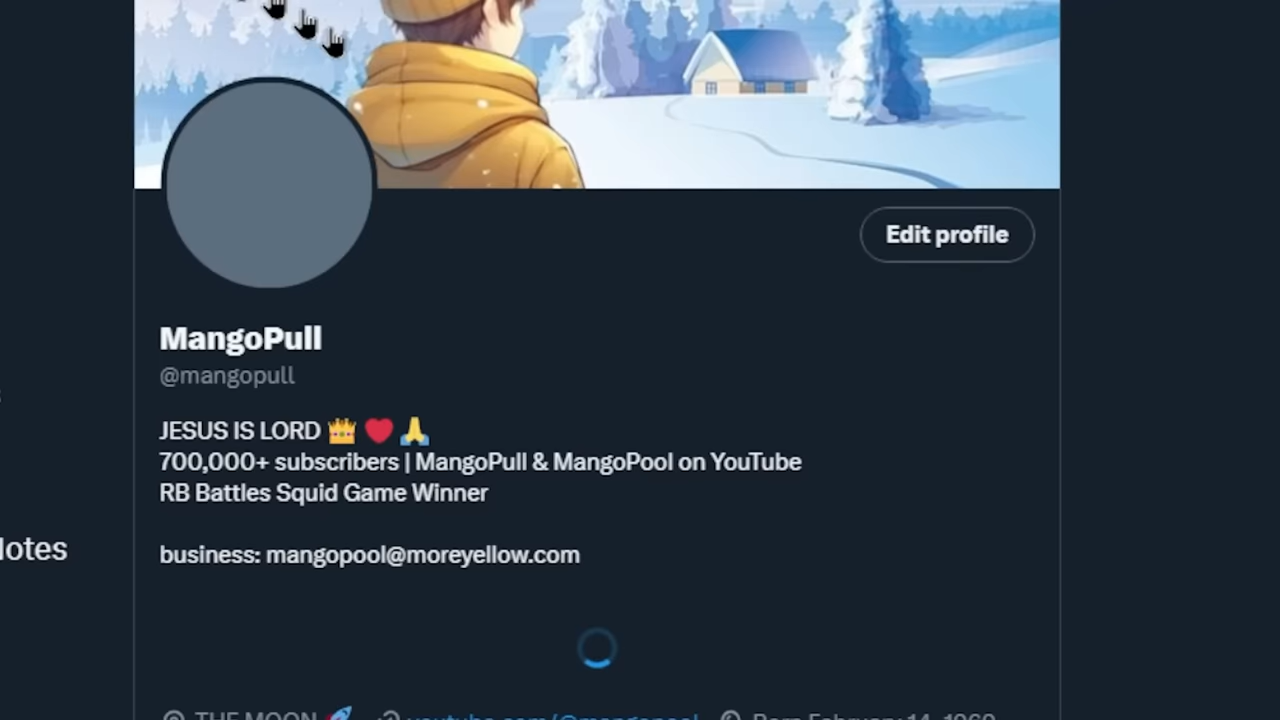 Edit profile
MangoPull
@mangopull
JESUS IS LORD 👑 ❤️ 🙏
700,000+ subscribers | MangoPull & MangoPool on YouTube
RB Battles Squid Game Winner
business: mangopool@moreyellow.com
THE MOON 🚀 youtube.com/@mangopool Born February 14, 1969